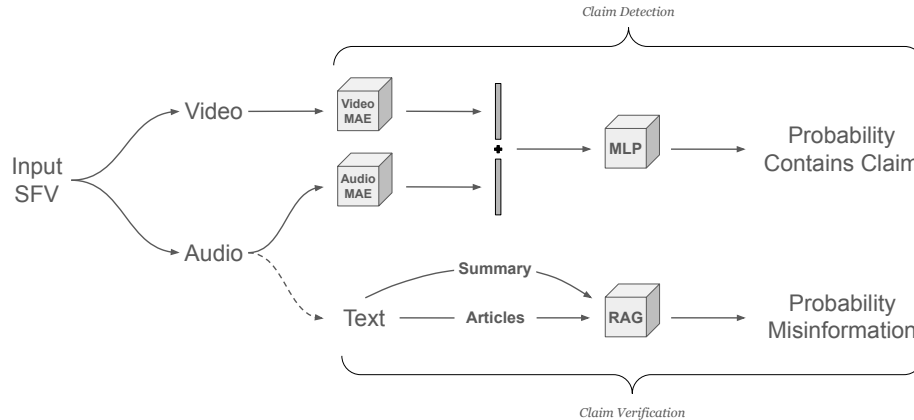 Claim Detection
Video
Video
MAE
+
MLP
Probability
Contains Claim
Input
SFV
Audio
MAE
Audio
Summary
Text
Articles
RAG
Probability
Misinformation
Claim Verification